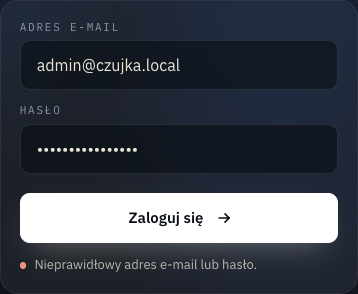 ADRES E-MAIL
admin@czujka.local
HASŁO
••••••••••••••••
Zaloguj się →
Nieprawidłowy adres e-mail lub hasło.